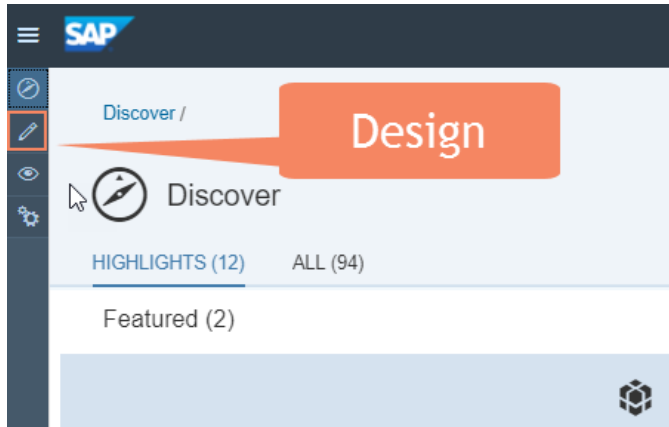 SAP
Discover /
Design
Discover
HIGHLIGHTS (12) ALL (94)
Featured (2)